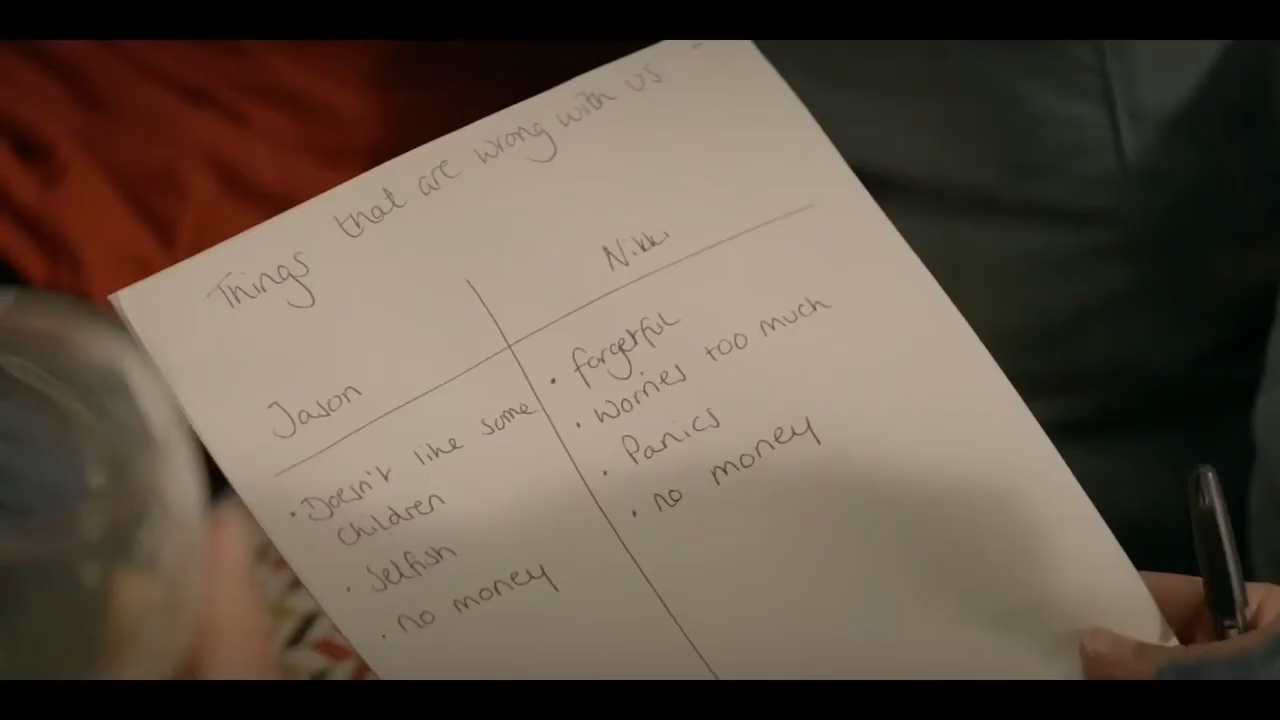 Things that are wrong with us -
Jason
• Doesn't like some
children
• Selfish
• no money
Nikki
• forgetful
• worries too much
• Panics
• no money